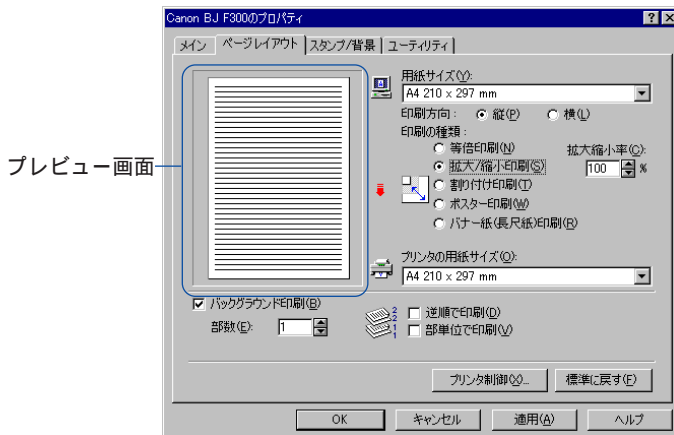 Canon BJ F300のプロパティ
メイン ページレイアウト スタンプ/背景 ユーティリティ
プレビュー画面
用紙サイズ(Y):
A4 210 x 297 mm
印刷方向: 縦(P) 横(L)
印刷の種類:
等倍印刷(N) 拡大縮小率(C):
拡大/縮小印刷(S) 100 %
割り付け印刷(T)
ポスター印刷(W)
バナー紙(長尺紙)印刷(R)
プリンタの用紙サイズ(O):
A4 210 x 297 mm
バックグラウンド印刷(B)
部数(E): 1
2 2 1 1
逆順で印刷(D)
部単位で印刷(V)
プリンタ制御(X)... 標準に戻す(F)
OK キャンセル 適用(A) ヘルプ